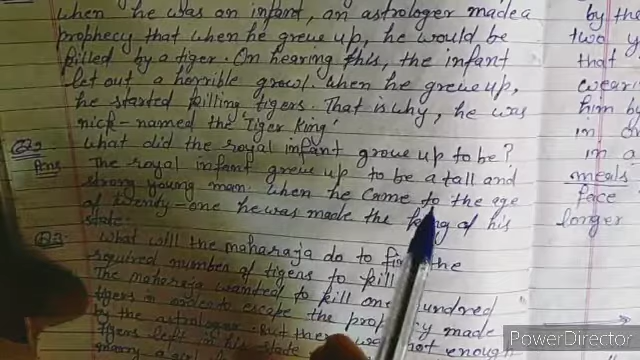 when he was an infant, an astrologer made a
prophecy that when he grew up, he would be
killed by a tiger. On hearing this, the infant
let out a horrible growl. When he grew up,
he started killing tigers. That is why, he was
nick-named the 'Tiger King'
Q2. What did the royal infant grow up to be?
Ans The royal infant grew up to be a tall and
strong young man. When he came to the age
of twenty-one he was made the king of his
state.
Q3. What will the maharaja do to find the
required number of tigers to kill
The maharaja wanted to kill one hundred
tigers in order to escape the made
by the astrologer. But there was not enough
tigers left in his state
marry a
by the
two y
that
weari
him by
in
in a
meals
face
longer
PowerDirector